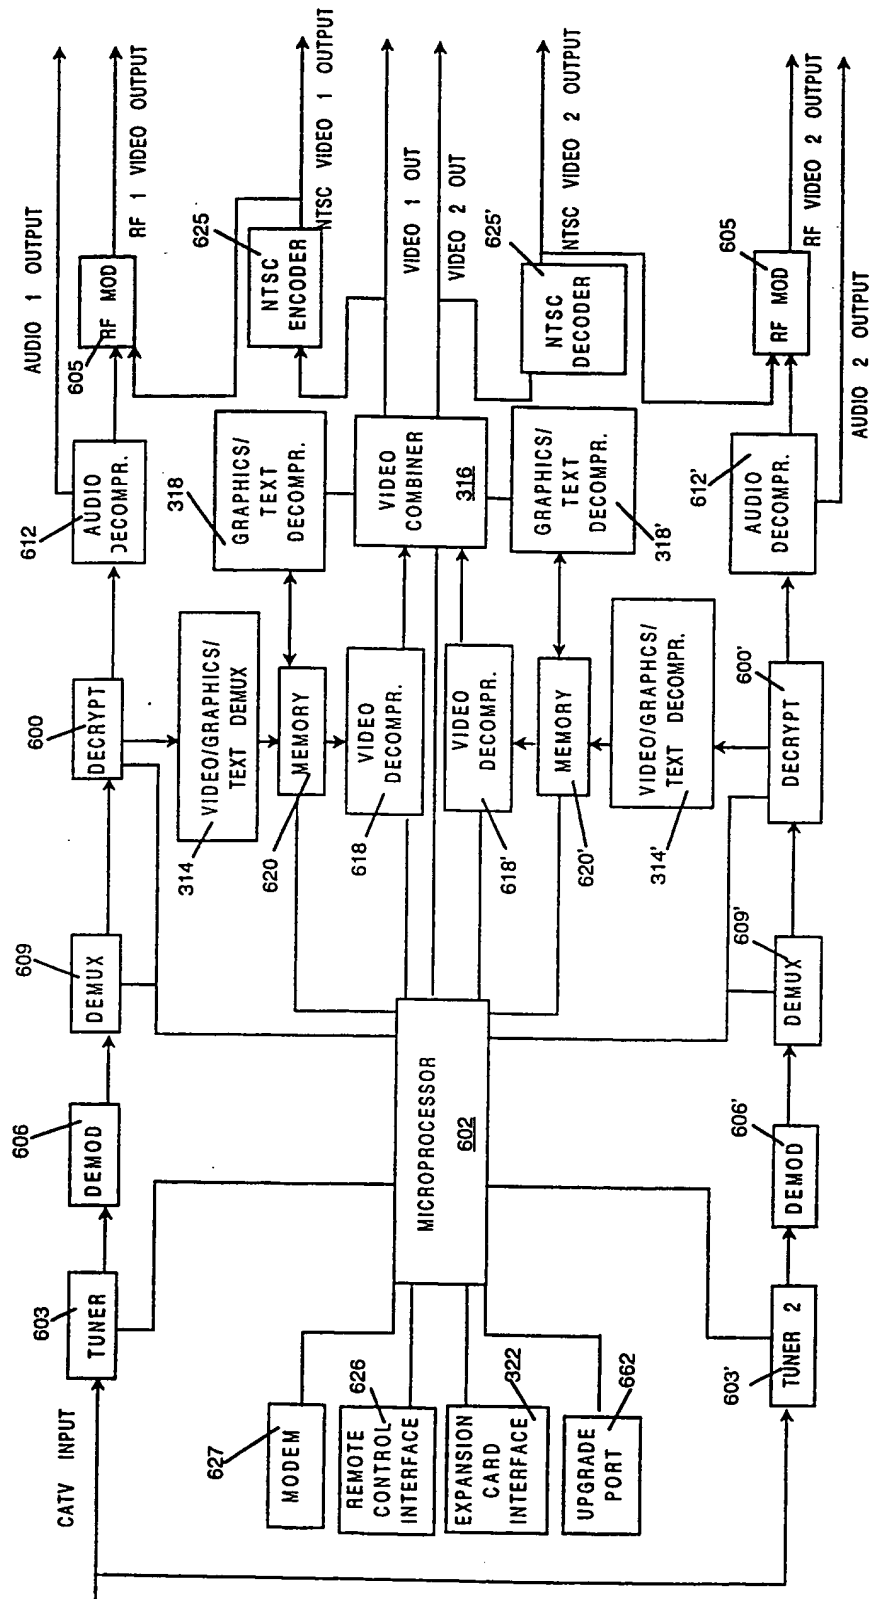 CATV INPUT
603
TUNER
606
DEMOD
609
DEMUX
600
DECRYPT
612
AUDIO
DECOMPR.
605
RF MOD
AUDIO 1 OUTPUT
RF 1 VIDEO OUTPUT
314
VIDEO/GRAPHICS/
TEXT DEMUX
318
GRAPHICS/
TEXT
DECOMPR.
625
NTSC
ENCODER
NTSC VIDEO 1 OUTPUT
620
MEMORY
618
VIDEO
DECOMPR.
VIDEO
COMBINER
316
VIDEO 1 OUT
VIDEO 2 OUT
627
MODEM
626
REMOTE
CONTROL
INTERFACE
322
EXPANSION
CARD
INTERFACE
662
UPGRADE
PORT
MICROPROCESSOR
602
VIDEO
DECOMPR.
618'
MEMORY
620'
GRAPHICS/
TEXT
DECOMPR.
318'
625'
NTSC
DECODER
NTSC VIDEO 2 OUTPUT
VIDEO/GRAPHCS/
TEXT DECOMPR.
314'
TUNER 2
603'
606'
DEMOD
609'
DEMUX
600'
DECRYPT
612'
AUDIO
DECOMPR.
605
RF MOD
RF VIDEO 2 OUTPUT
AUDIO 2 OUTPUT